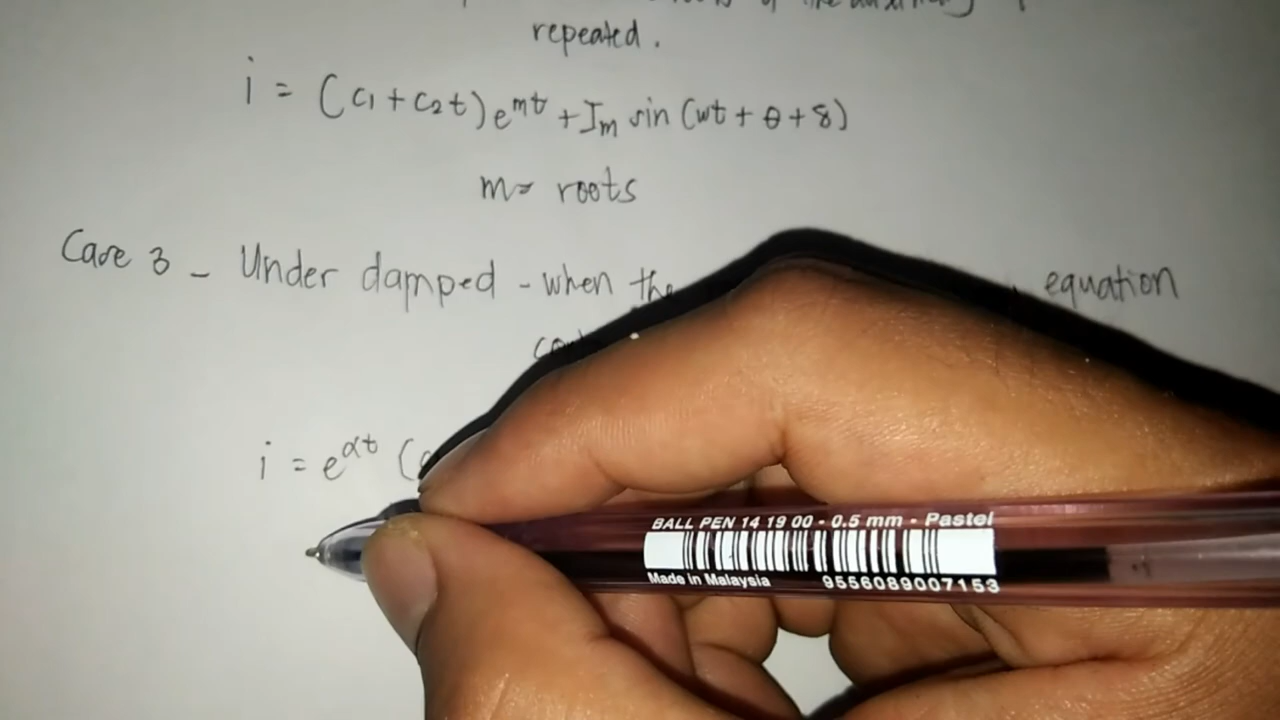 repeated.
i = (c₁ + c₂t)e^mt + Im sin (wt + θ + δ)
m = roots
Case 3 - Under damped - when the equation
i = e^αt (
BALL PEN 14 19 00 - 0.5 mm - Pastel
Made in Malaysia 9556089007153